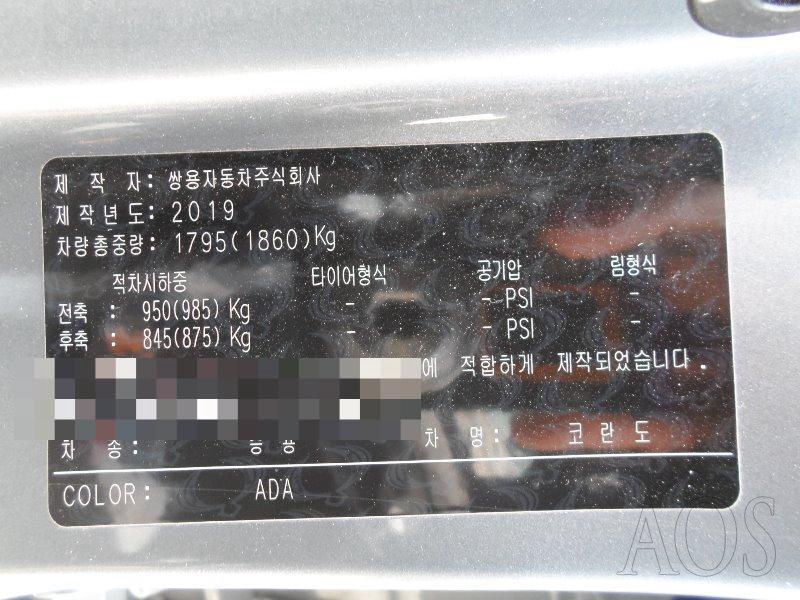 제 작 자: 쌍용자동차주식회사
제작년도: 2019
차량총중량: 1795(1860)Kg
적차시하중 타이어형식 공기압 림형식
전축 : 950(985)Kg - - PSI -
후축 : 845(875)Kg - - PSI -
에 적합하게 제작되었습니다.
차 종: 승용 차 명: 코란도
COLOR: ADA
AOS